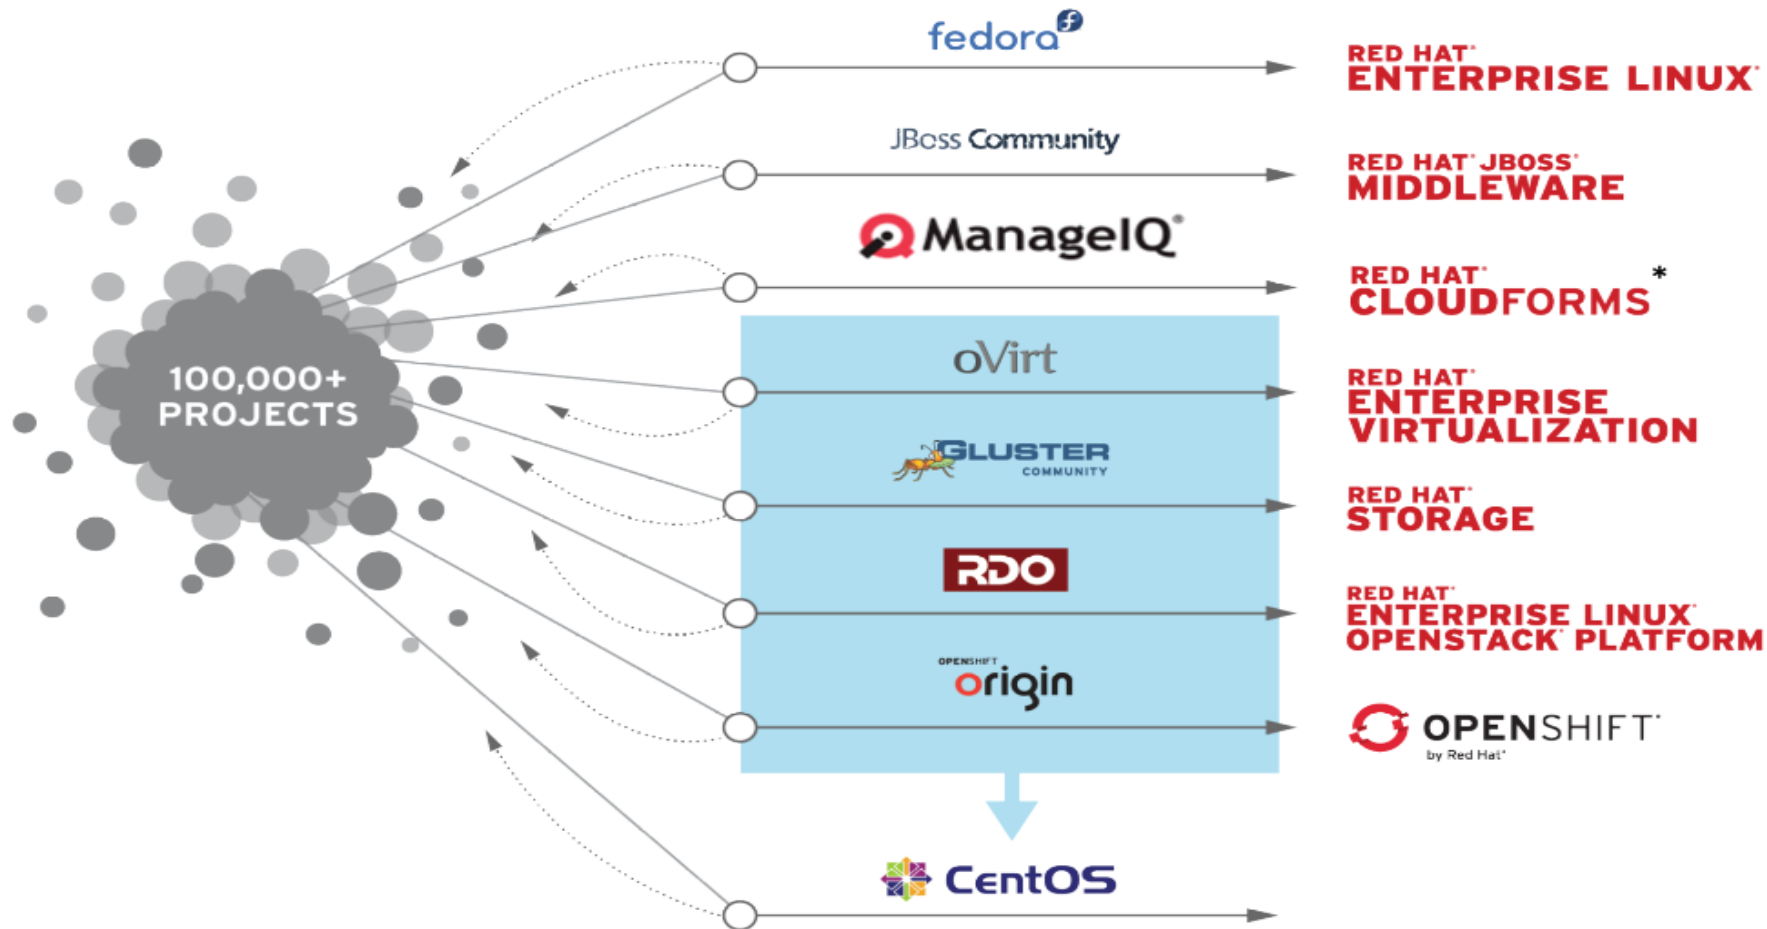 fedora
RED HAT®
ENTERPRISE LINUX®
JBoss Community
RED HAT® JBOSS®
MIDDLEWARE
ManageIQ®
RED HAT®
CLOUDFORMS*
100,000+
PROJECTS
oVirt
RED HAT®
ENTERPRISE
VIRTUALIZATION
GLUSTER
COMMUNITY
RED HAT®
STORAGE
RDO
RED HAT®
ENTERPRISE LINUX®
OPENSTACK® PLATFORM
OPENSHIFT
origin
OPENSHIFT®
by Red Hat®
CentOS